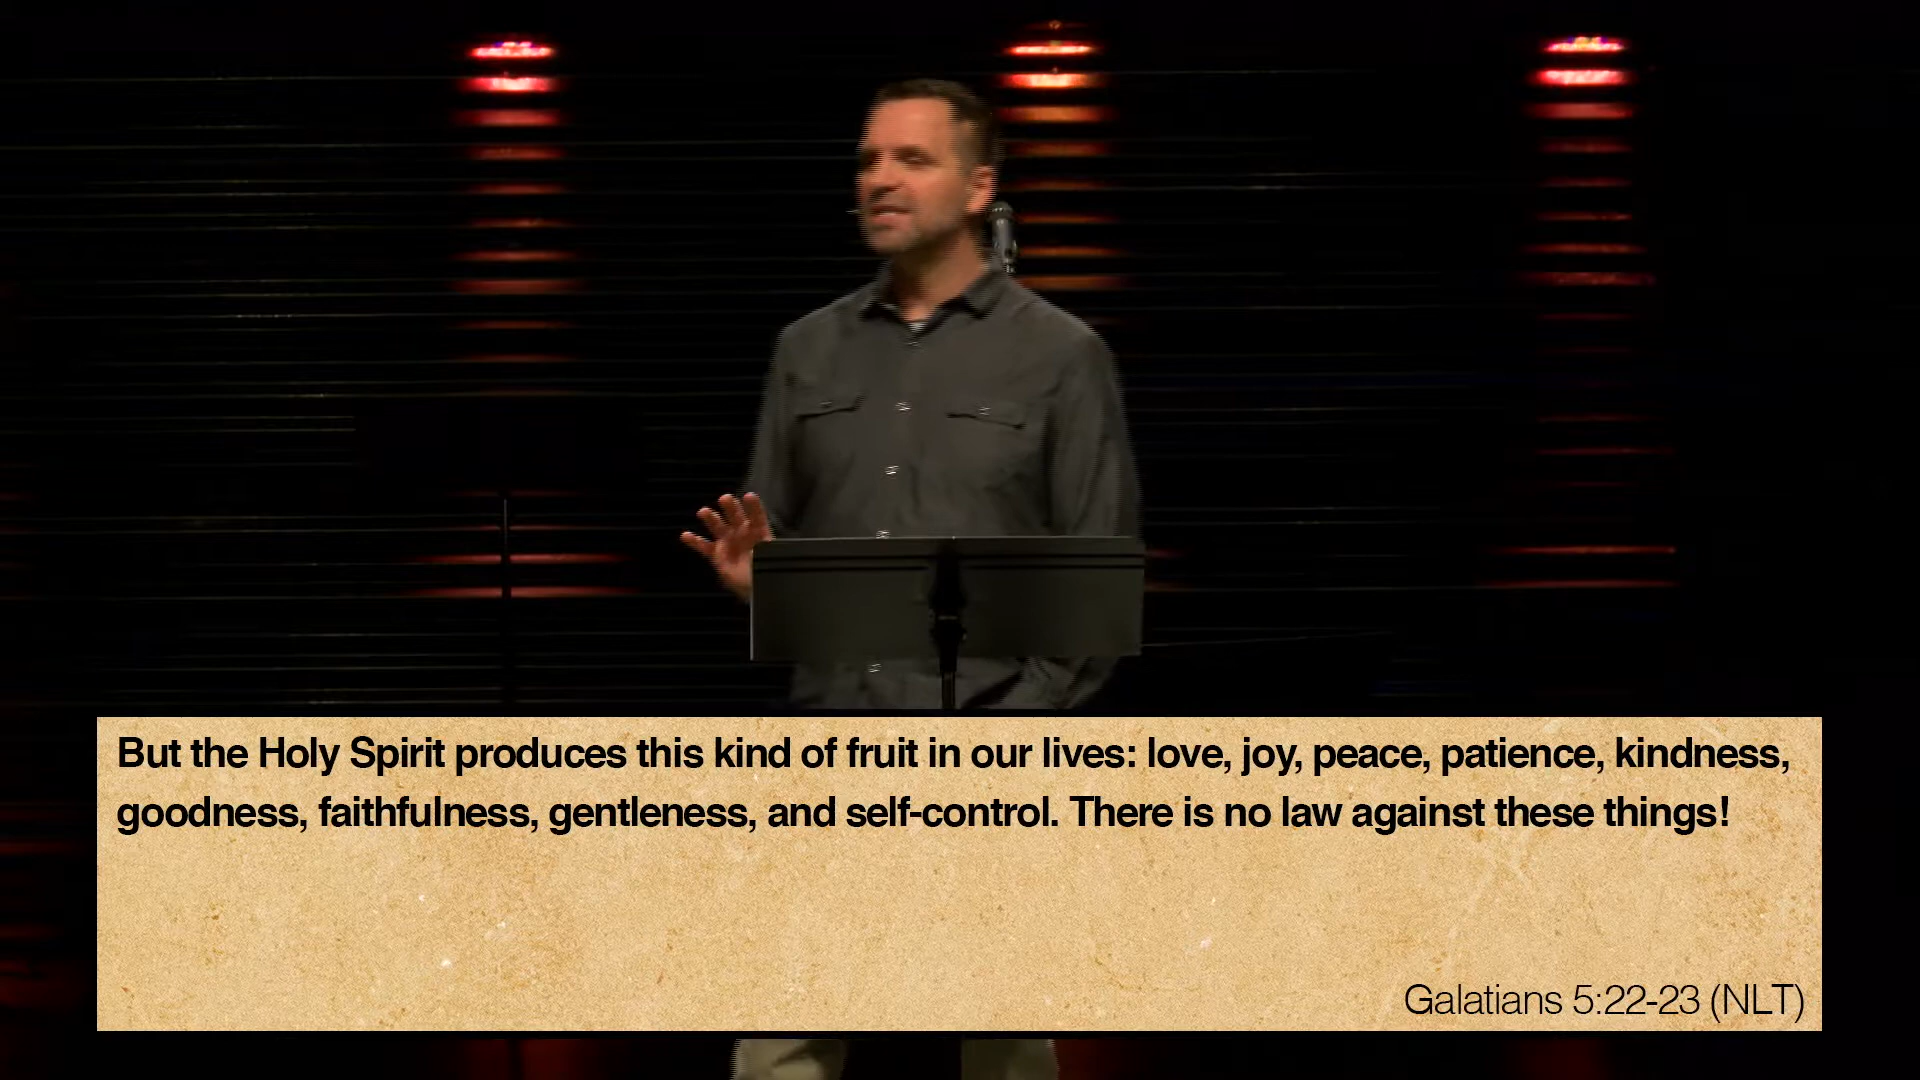 But the Holy Spirit produces this kind of fruit in our lives: love, joy, peace, patience, kindness,
goodness, faithfulness, gentleness, and self-control. There is no law against these things!
Galatians 5:22-23 (NLT)